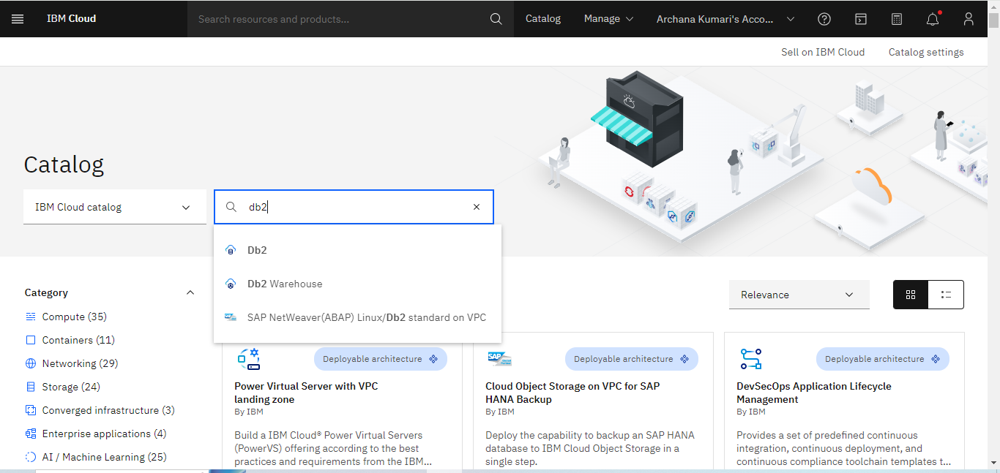 IBM Cloud
Search resources and products...
Catalog
Manage
Archana Kumari's Acco...
Sell on IBM Cloud
Catalog settings
Catalog
IBM Cloud catalog
db2
Db2
Db2 Warehouse
SAP NetWeaver(ABAP) Linux/Db2 standard on VPC
Category
Compute (35)
Containers (11)
Networking (29)
Storage (24)
Converged infrastructure (3)
Enterprise applications (4)
AI / Machine Learning (25)
Relevance
Deployable architecture
Power Virtual Server with VPC
landing zone
By IBM
Build a IBM Cloud® Power Virtual Servers
(PowerVS) offering according to the best
practices and requirements from the IBM...
SAP
Deployable architecture
Cloud Object Storage on VPC for SAP
HANA Backup
By IBM
Deploy the capability to backup an SAP HANA
database to IBM Cloud Object Storage in a
single step.
Deployable architecture
DevSecOps Application Lifecycle
Management
By IBM
Provides a set of predefined continuous
integration, continuous deployment, and
continuous compliance toolchain templates t...